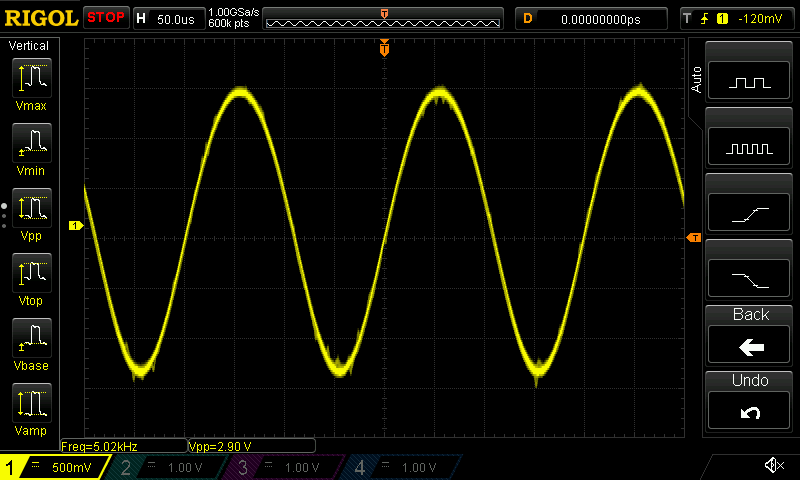 RIGOL STOP H 50.0us 1.00GSa/s 600k pts T D 0.00000000ps T 1 -120mV
Vertical
Vmax
Vmin
Vpp
Vtop
Vbase
Vamp
T
1
T
Auto
Back
Undo
Freq=5.02kHz Vpp=2.90 V
1 500mV 2 1.00 V 3 1.00 V 4 1.00 V